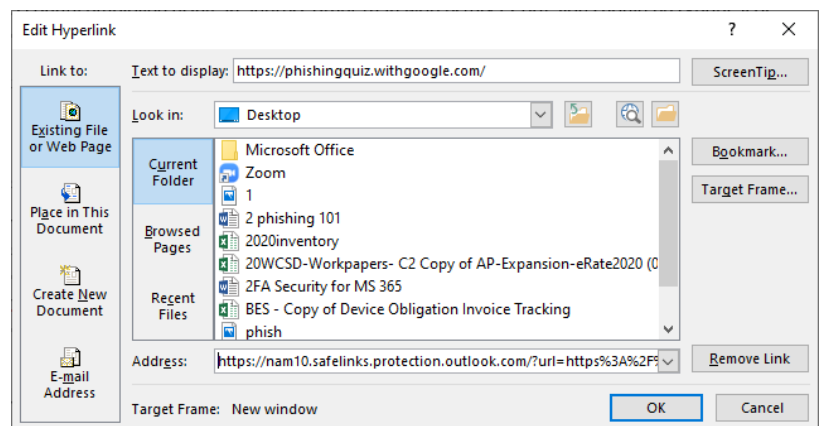 Edit Hyperlink
? X
Link to:
Text to display: https://phishingquiz.withgoogle.com/
ScreenTip...
Existing File
or Web Page
Place in This
Document
Create New
Document
E-mail
Address
Look in: Desktop
Current
Folder
Browsed
Pages
Recent
Files
Microsoft Office
Zoom
1
2 phishing 101
2020inventory
20WCSD-Workpapers- C2 Copy of AP-Expansion-eRate2020 (0
2FA Security for MS 365
BES - Copy of Device Obligation Invoice Tracking
phish
Bookmark...
Target Frame...
Address: https://nam10.safelinks.protection.outlook.com/?url=https%3A%2F%
Remove Link
Target Frame: New window
OK
Cancel